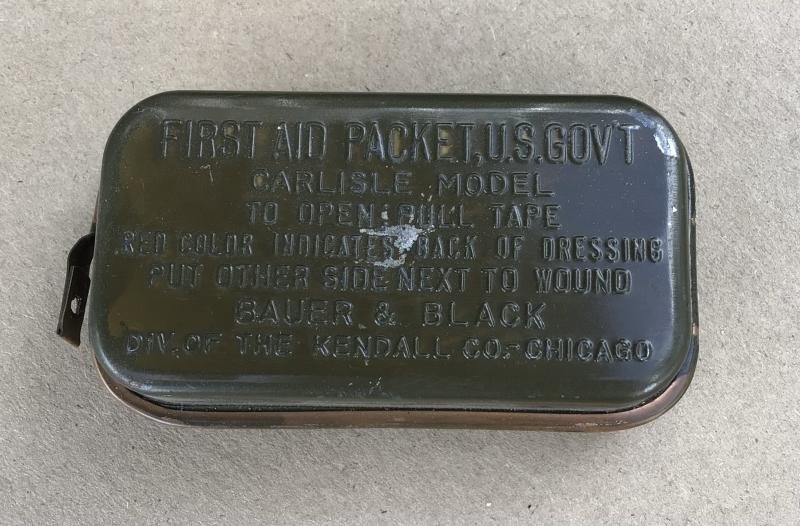 FIRST AID PACKET, U.S. GOV'T
CARLISLE MODEL
TO OPEN: PULL TAPE
RED COLOR INDICATES BACK OF DRESSING
PUT OTHER SIDE NEXT TO WOUND
BAUER & BLACK
DIV. OF THE KENDALL CO.-CHICAGO